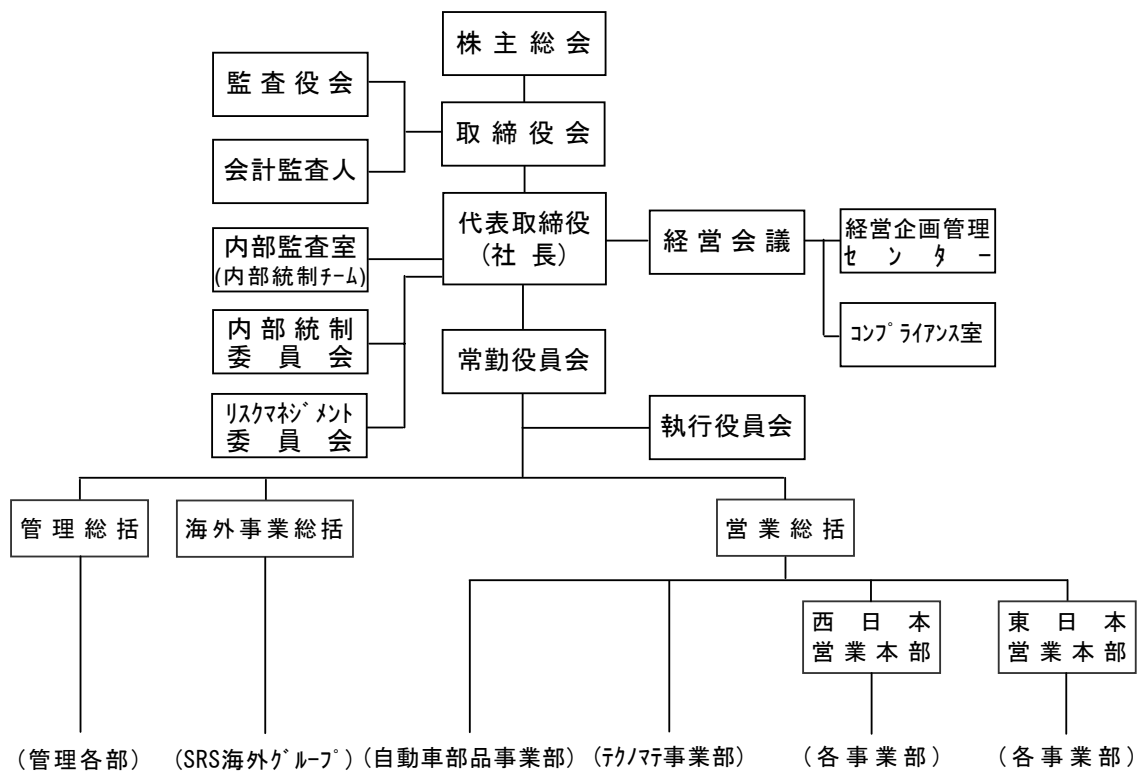 株主総会
監査役会
取締役会
会計監査人
代表取締役
(社長)
経営会議
経営企画管理
センター
内部監査室
(内部統制ﾁｰﾑ)
内部統制
委員会
常勤役員会
ｺﾝﾌﾟﾗｲｱﾝｽ室
ﾘｽｸﾏﾈｼﾞﾒﾝﾄ
委員会
執行役員会
管理総括
海外事業総括
営業総括
西日本
営業本部
東日本
営業本部
(管理各部)
(SRS海外ｸﾞﾙｰﾌﾟ)
(自動車部品事業部)
(ﾃｸﾉﾏﾃ事業部)
(各事業部)
(各事業部)